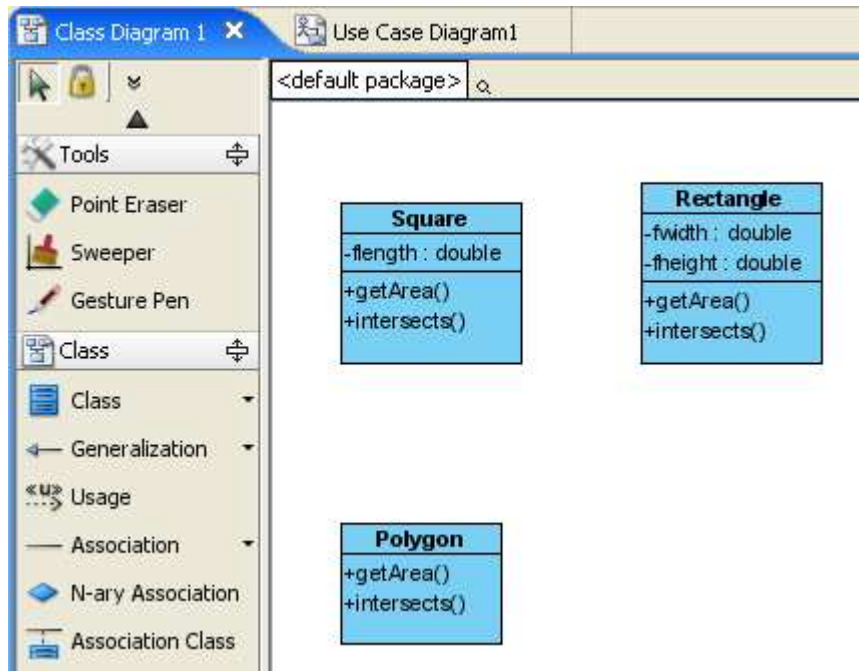 Class Diagram 1
Use Case Diagram1
<default package>
Tools
Point Eraser
Sweeper
Gesture Pen
Class
Class
Generalization
«U»
Usage
Association
N-ary Association
Association Class
Square
-flength : double
+getArea()
+intersects()
Rectangle
-fwidth : double
-fheight : double
+getArea()
+intersects()
Polygon
+getArea()
+intersects()